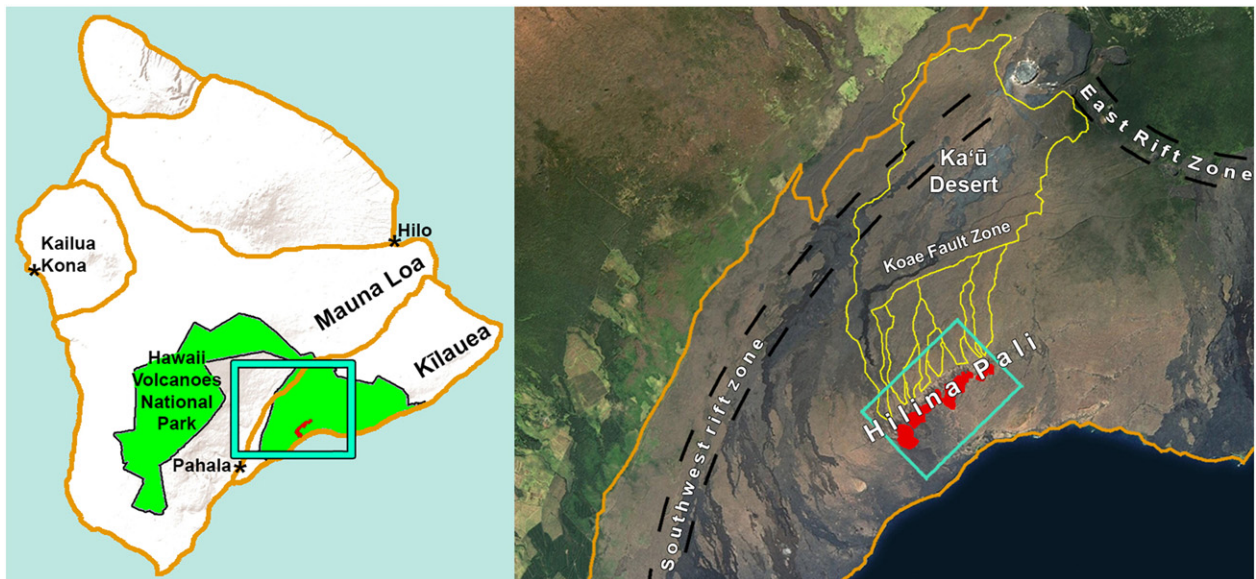 Hilo
Kailua
Kona
Mauna Loa
Kīlauea
Hawaii
Volcanoes
National
Park
Pahala
East Rift Zone
Kaʻū
Desert
Koae Fault Zone
Hilina Pali
Southwest rift zone